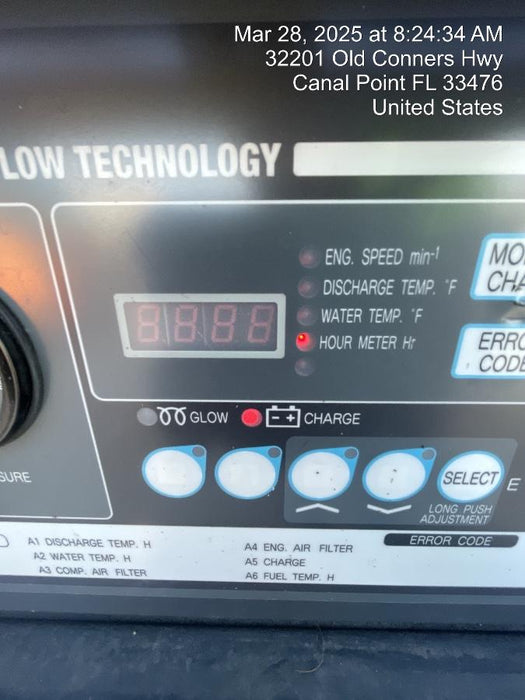 Mar 28, 2025 at 8:24:34 AM
32201 Old Conners Hwy
Canal Point FL 33476
United States
LOW TECHNOLOGY
ENG. SPEED min-1
DISCHARGE TEMP. °F
WATER TEMP. °F
HOUR METER Hr
MO
CHA
ERRO
CODE
GLOW
- +
CHARGE
SURE
SELECT
E
LONG PUSH
ADJUSTMENT
ERROR CODE
A1 DISCHARGE TEMP. H
A2 WATER TEMP. H
A3 COMP. AIR FILTER
A4 ENG. AIR FILTER
A5 CHARGE
A6 FUEL TEMP. H